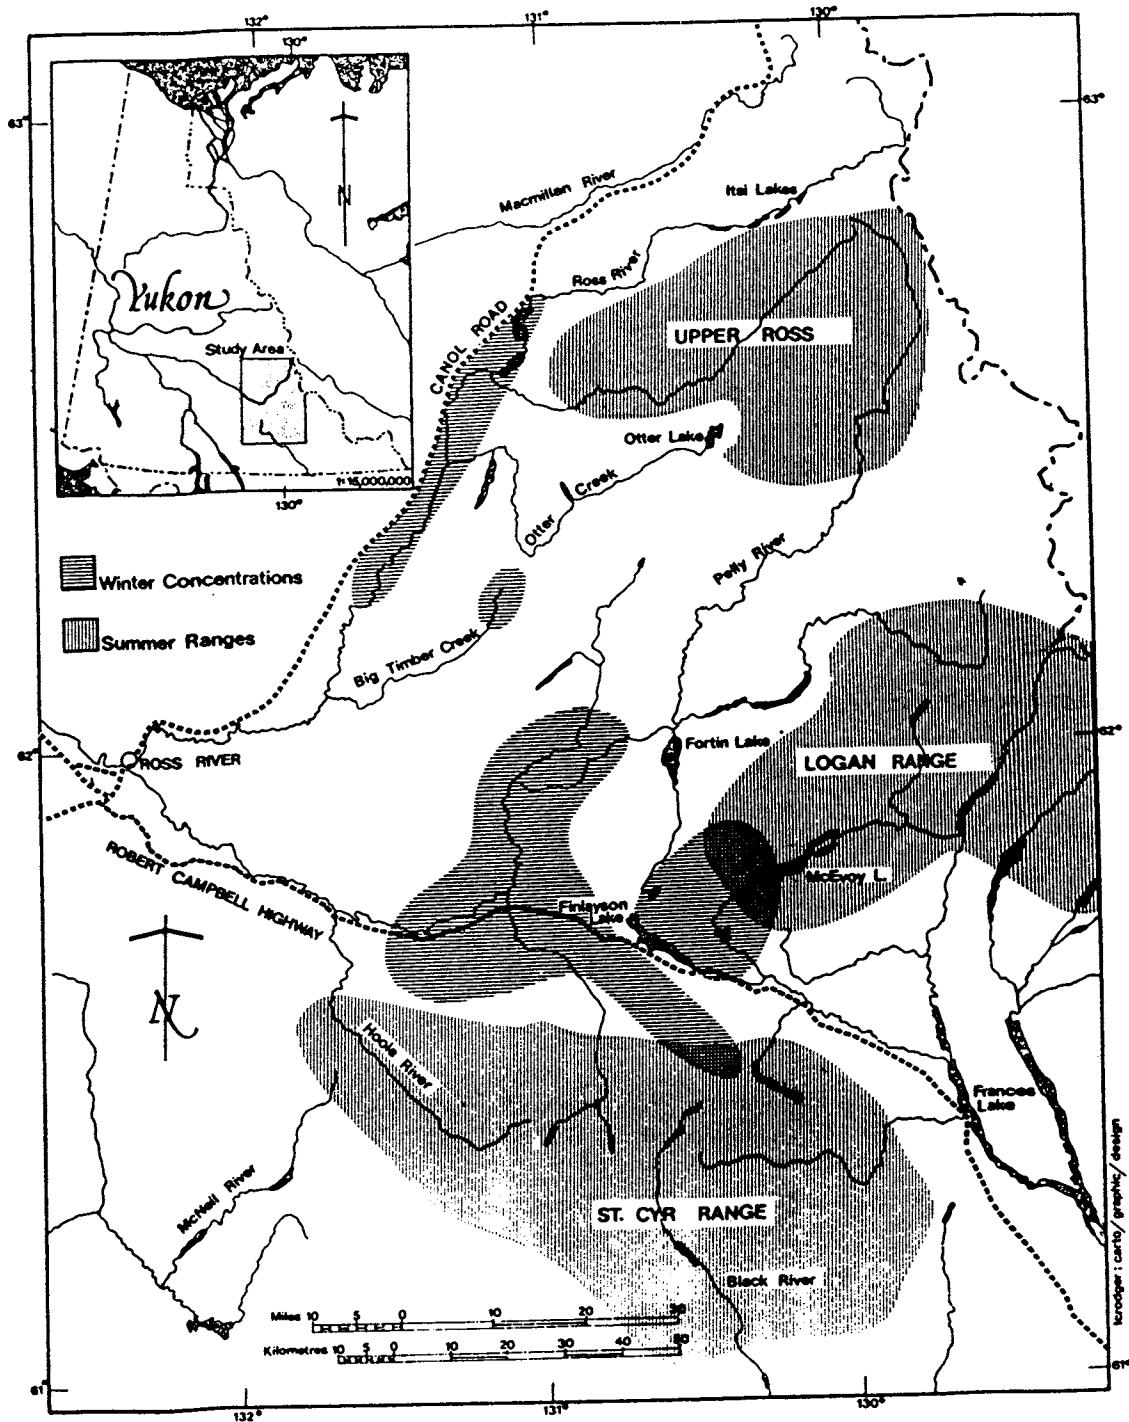 132°
131°
130°
130°
63°
63°
N
Yukon
Study Area
1:15,000,000
130°
Macmillan River
Itsi Lakes
Ross River
CANOL ROAD
UPPER ROSS
Otter Lake
Otter Creek
Pelly River
Winter Concentrations
Summer Ranges
Big Timber Creek
62°
62°
ROSS RIVER
Fortin Lake
LOGAN RANGE
ROBERT CAMPBELL HIGHWAY
McEvoy L.
Finlayson
Lake
N
Hoole River
Frances
Lake
McNeil River
ST. CYR RANGE
Black River
Miles 10 5 0 10 20 30
Kilometres 10 5 0 10 20 30 40 50
61°
61°
132°
131°
130°